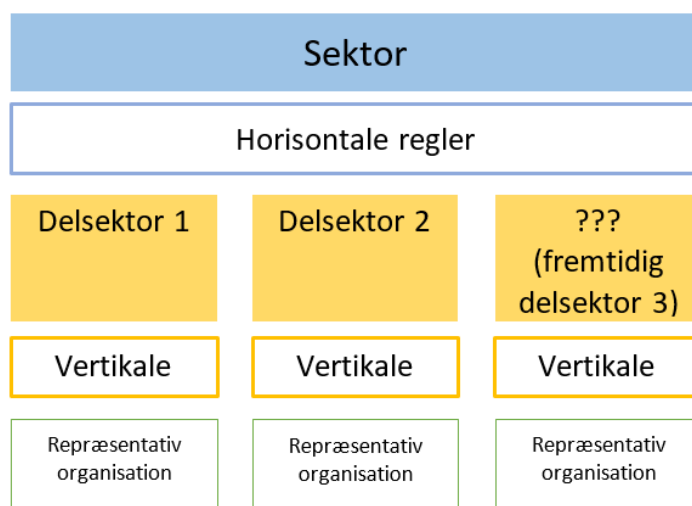 Sektor
Horisontale regler
Delsektor 1
Delsektor 2
???
(fremtidig
delsektor 3)
Vertikale
Vertikale
Vertikale
Repræsentativ
organisation
Repræsentativ
organisation
Repræsentativ
organisation